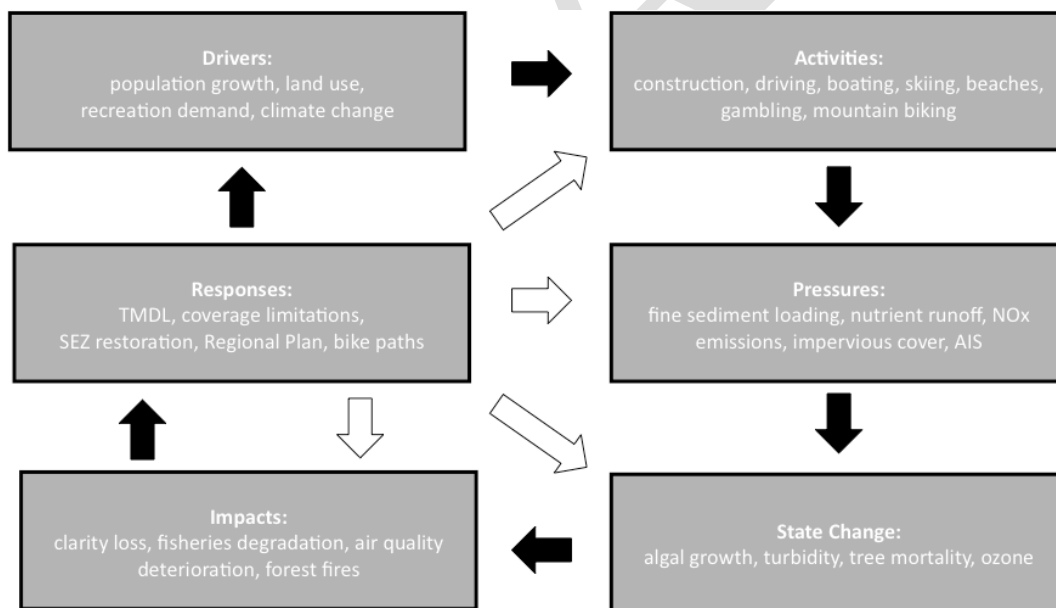 Drivers:
population growth, land use,
recreation demand, climate change
Activities:
construction, driving, boating, skiing, beaches,
gambling, mountain biking
Responses:
TMDL, coverage limitations,
SEZ restoration, Regional Plan, bike paths
Pressures:
fine sediment loading, nutrient runoff, NOx
emissions, impervious cover, AIS
Impacts:
clarity loss, fisheries degradation, air quality
deterioration, forest fires
State Change:
algal growth, turbidity, tree mortality, ozone